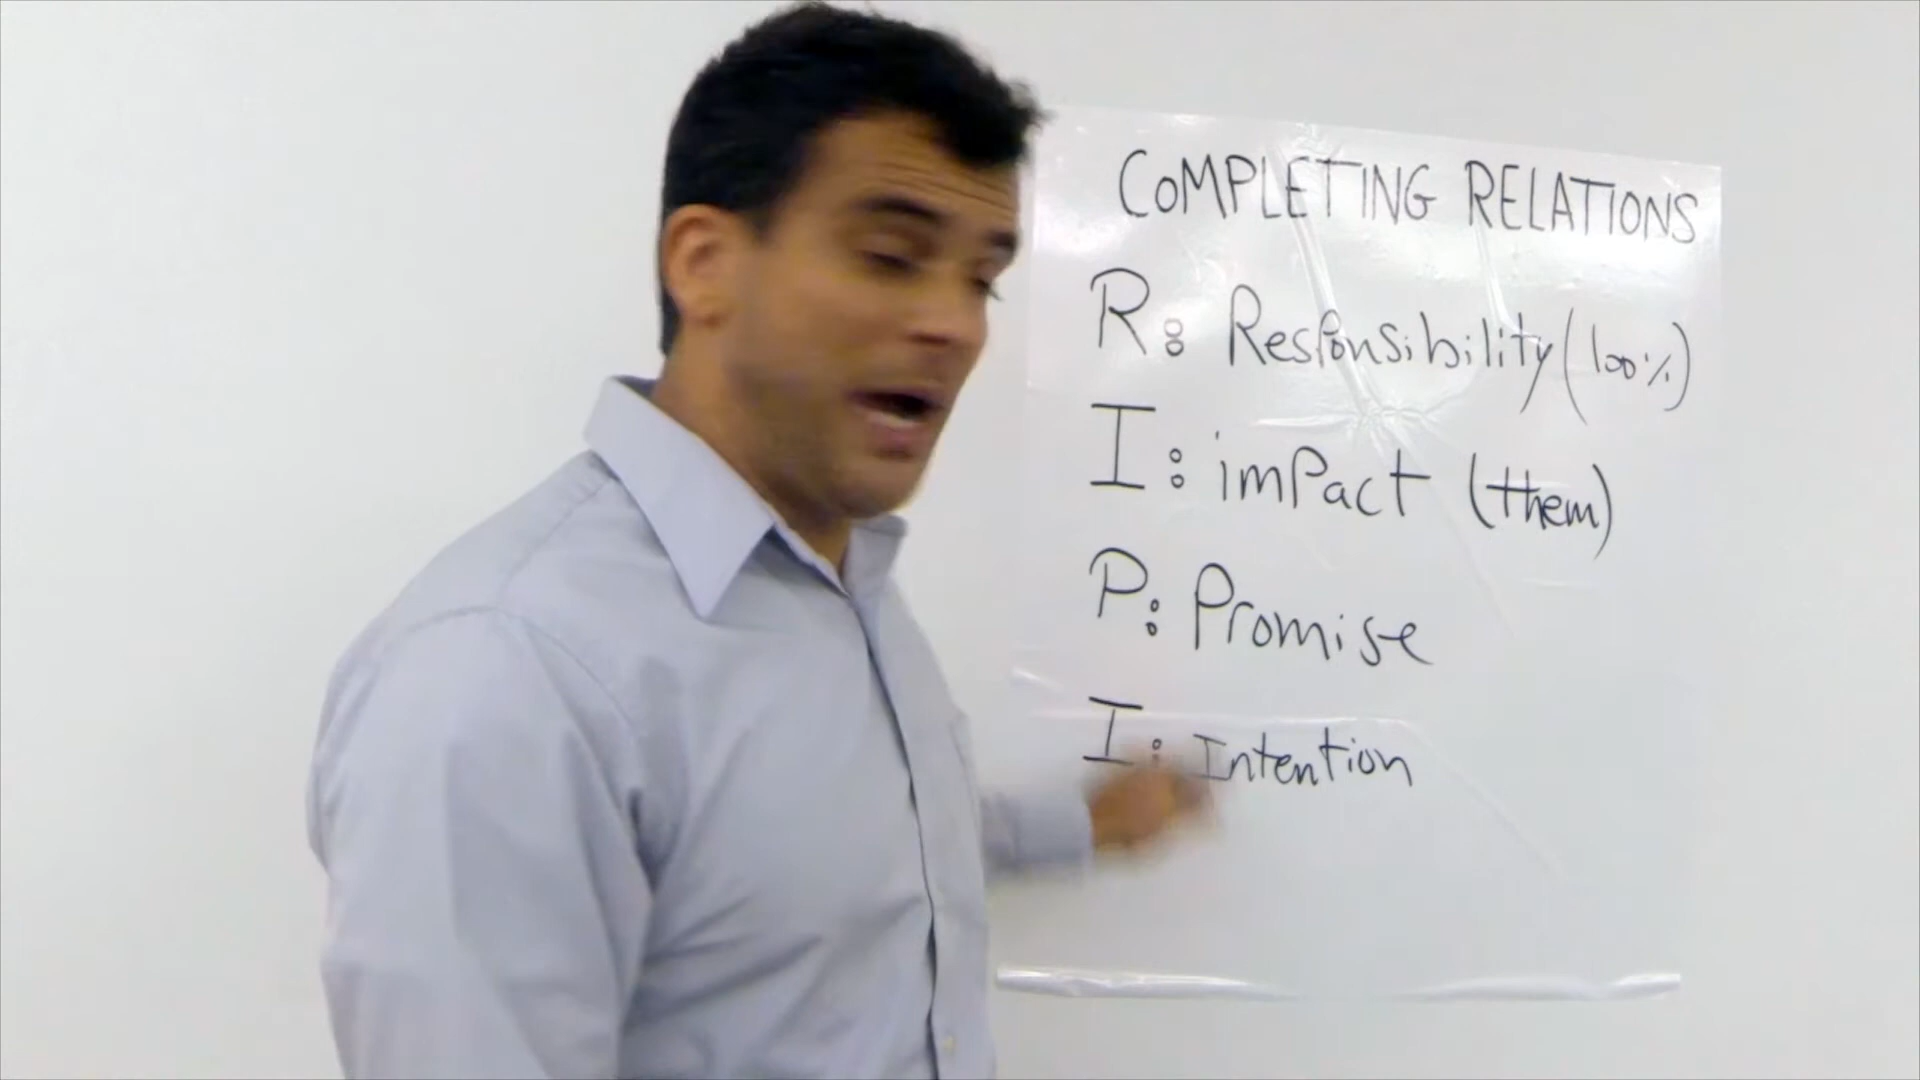 COMPLETING RELATIONS
R: Responsibility (100%)
I: impact (them)
P: Promise
I: Intention